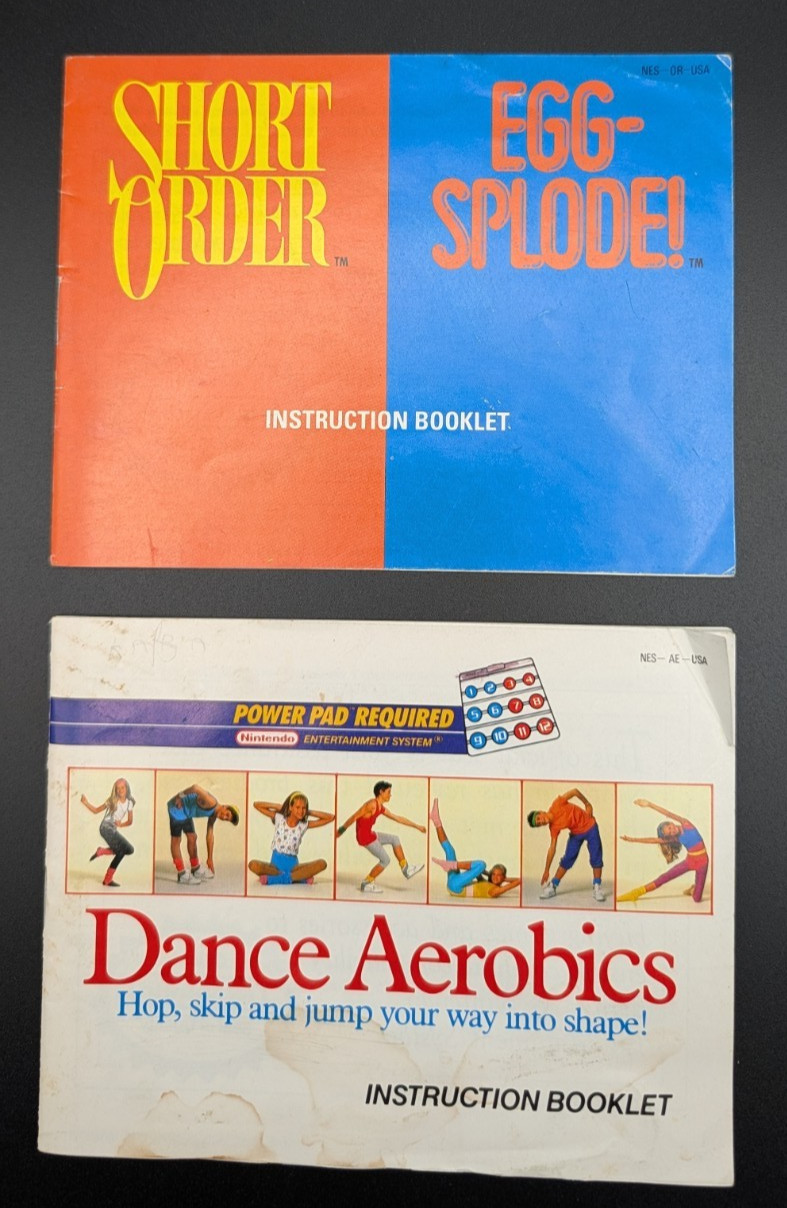 NES-OR-USA
SHORT
ORDER ™
EGG-
SPLODE! ™
INSTRUCTION BOOKLET
NES-AE-USA
POWER PAD™ REQUIRED
Nintendo ENTERTAINMENT SYSTEM®
1 2 3 4
5 6 7 8
9 10 11 12
Dance Aerobics
Hop, skip and jump your way into shape!
INSTRUCTION BOOKLET